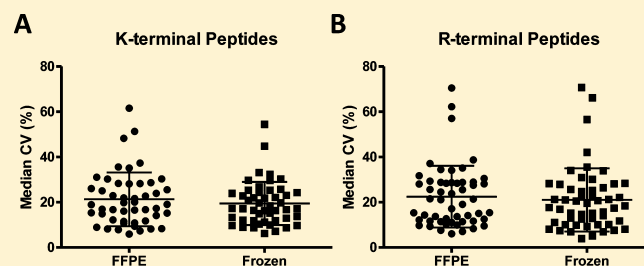 A
K-terminal Peptides
Median CV (%)
80
60
40
20
0
FFPE
Frozen
B
R-terminal Peptides
Median CV (%)
80
60
40
20
0
FFPE
Frozen